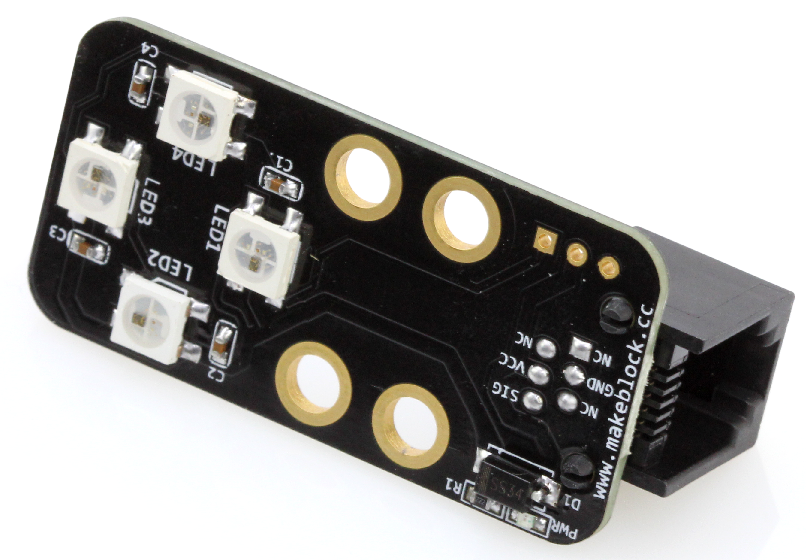 C4
LED4
C1
LED3
LED1
C3
LED2
C2
NC
NC
VCC
GND
SIG
NC
www.makeblock.cc
SS34
R1
D1
PWR